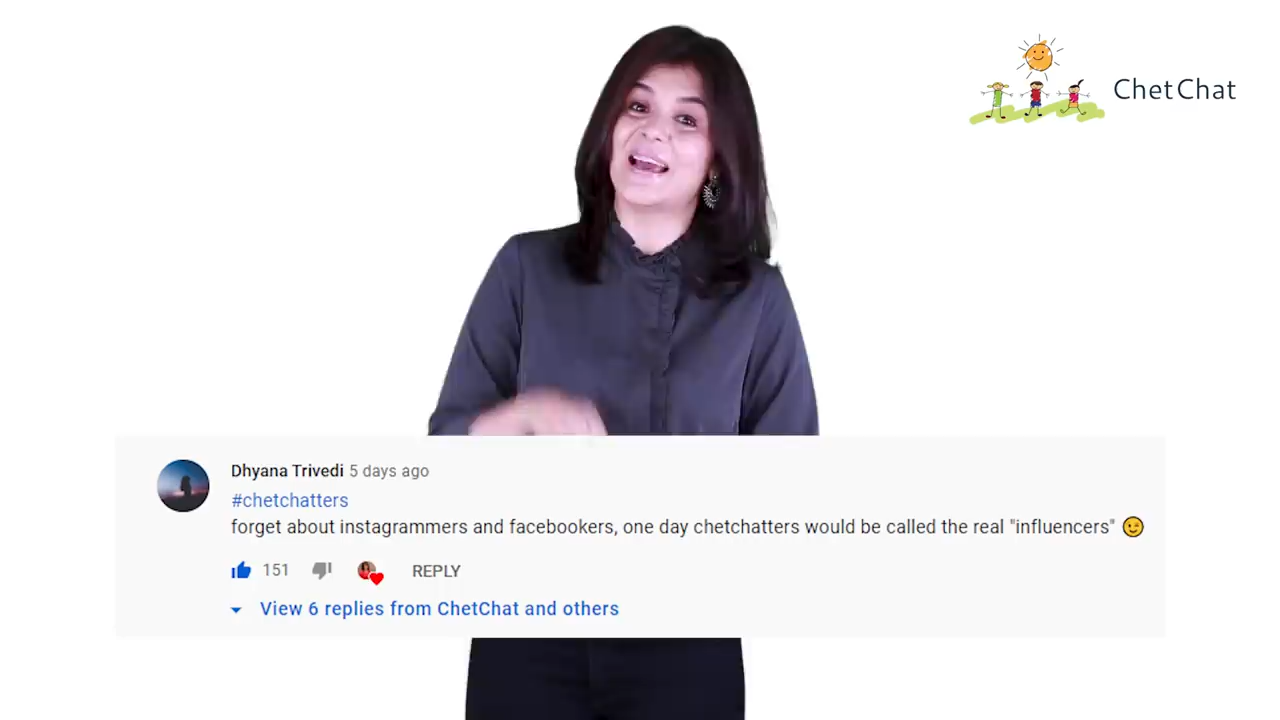 ChetChat
Dhyana Trivedi 5 days ago
#chetchatters
forget about instagrammers and facebookers, one day chetchatters would be called the real "influencers" 😉
151 REPLY
View 6 replies from ChetChat and others